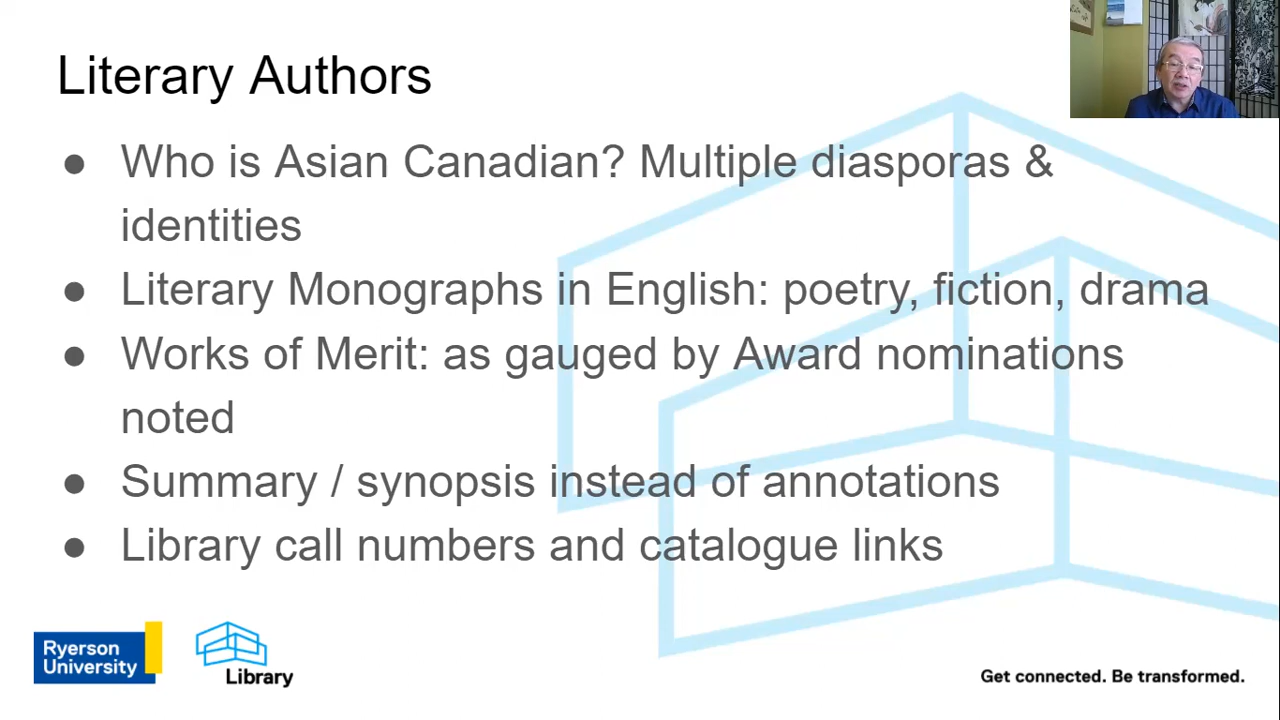 Literary Authors
● Who is Asian Canadian? Multiple diasporas &
identities
● Literary Monographs in English: poetry, fiction, drama
● Works of Merit: as gauged by Award nominations
noted
● Summary / synopsis instead of annotations
● Library call numbers and catalogue links
Ryerson
University
Library
Get connected. Be transformed.